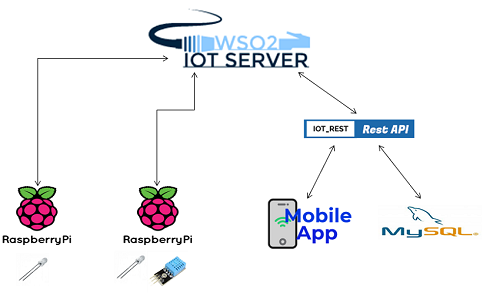 WSO2
IOT SERVER
IOT_REST Rest API
RaspberryPi
RaspberryPi
Mobile
App
MySQL